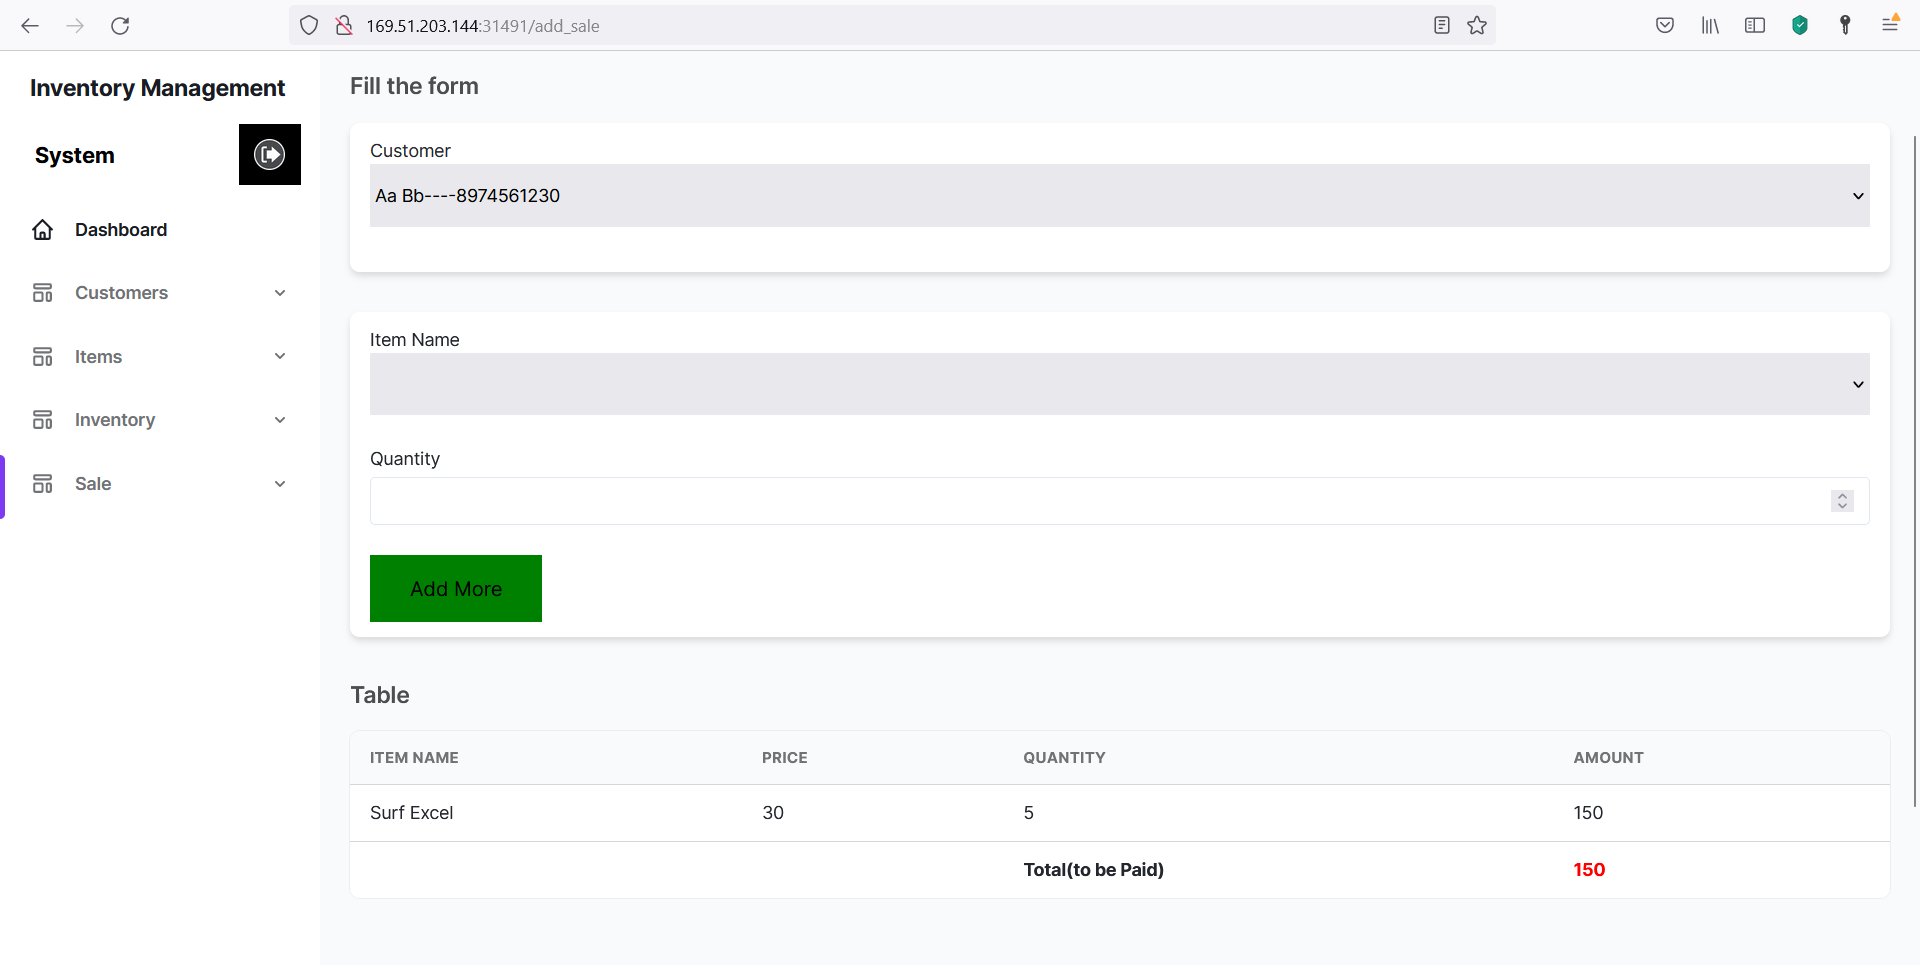 169.51.203.144:31491/add_sale
Inventory Management
System
Dashboard
Customers
Items
Inventory
Sale
Fill the form
Customer
Aa Bb----8974561230
Item Name
Quantity
Add More
Table
ITEM NAME PRICE QUANTITY AMOUNT
Surf Excel 30 5 150
Total(to be Paid) 150